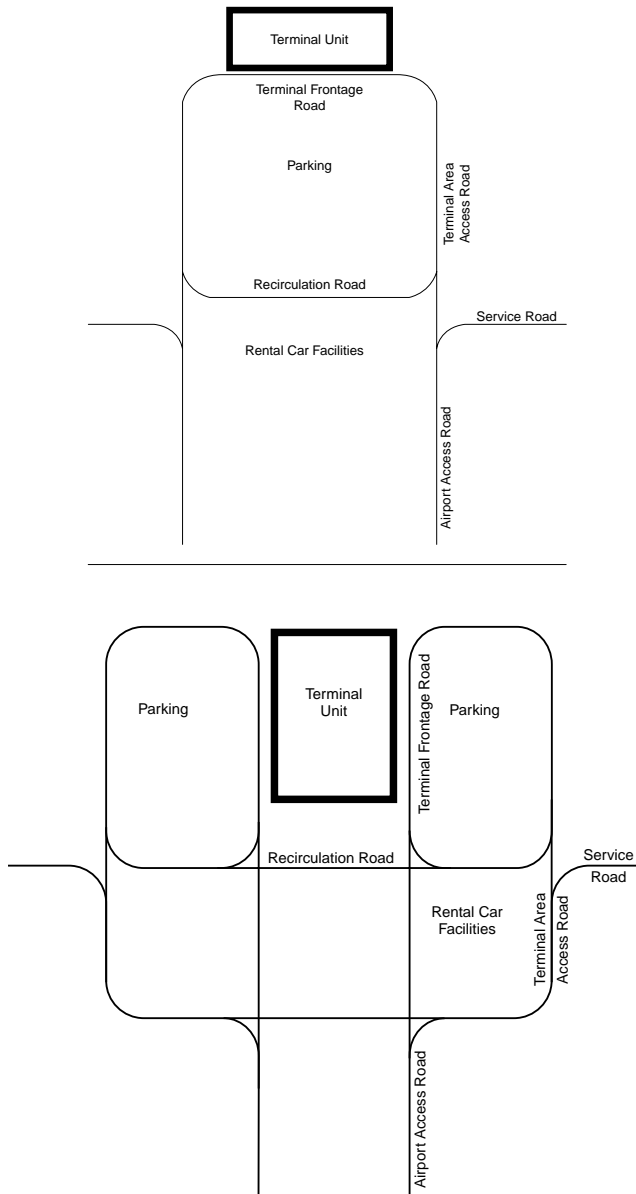 Terminal Unit
Terminal Frontage
Road
Parking
Terminal Area
Access Road
Recirculation Road
Service Road
Rental Car Facilities
Airport Access Road
Parking
Terminal
Unit
Terminal Frontage Road
Parking
Recirculation Road
Service
Road
Rental Car
Facilities
Terminal Area
Access Road
Airport Access Road